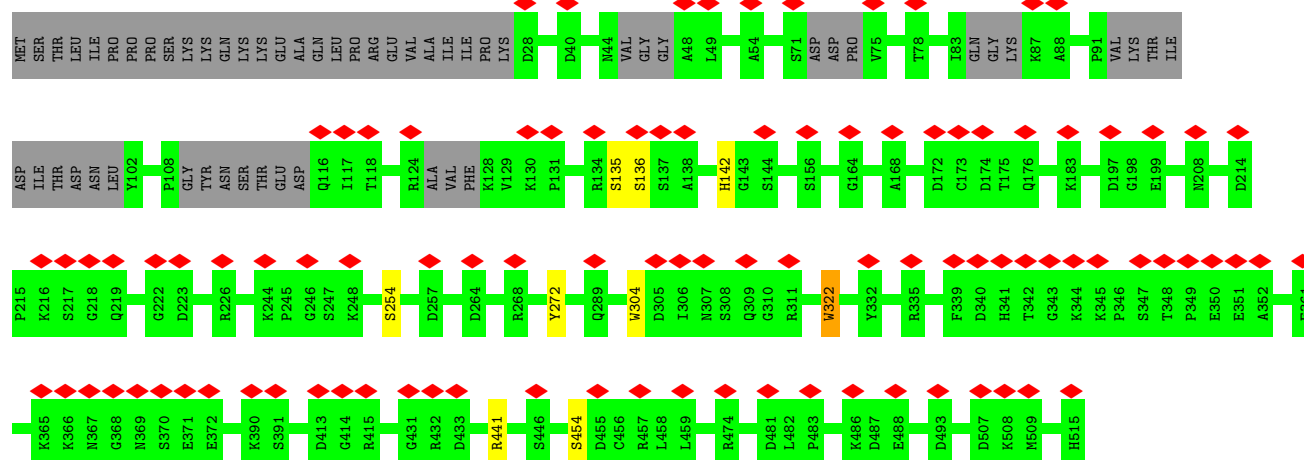 MET SER THR LEU ILE PRO PRO PRO SER LYS LYS GLN LYS LYS GLU ALA GLN LEU PRO ARG GLU VAL ALA ILE ILE PRO LYS D28 D40 N44 VAL GLY GLY A48 L49 A54 S71 ASP ASP PRO V75 T78 I83 GLN GLY LYS K87 A88 P91 VAL LYS THR ILE
ASP ILE THR ASP ASN LEU Y102 P108 GLY TYR ASN SER THR GLU ASP Q116 I117 T118 R124 ALA VAL PHE K128 V129 K130 P131 R134 S135 S136 S137 A138 H142 G143 S144 S156 G164 A168 D172 C173 D174 T175 Q176 K183 D197 G198 E199 N208 D214
P215 K216 S217 G218 Q219 G222 D223 R226 K244 P245 G246 S247 K248 S254 D257 D264 R268 Y272 Q289 W304 D305 I306 N307 S308 Q309 G310 R311 W322 Y332 R335 F339 D340 H341 T342 G343 K344 K345 P346 S347 T348 P349 E350 E351 A352
K365 K366 N367 G368 N369 S370 E371 E372 K390 S391 D413 G414 R415 G431 R432 D433 R441 S446 S454 D455 C456 R457 L458 L459 R474 D481 L482 P483 K486 D487 E488 D493 D507 K508 M509 H515